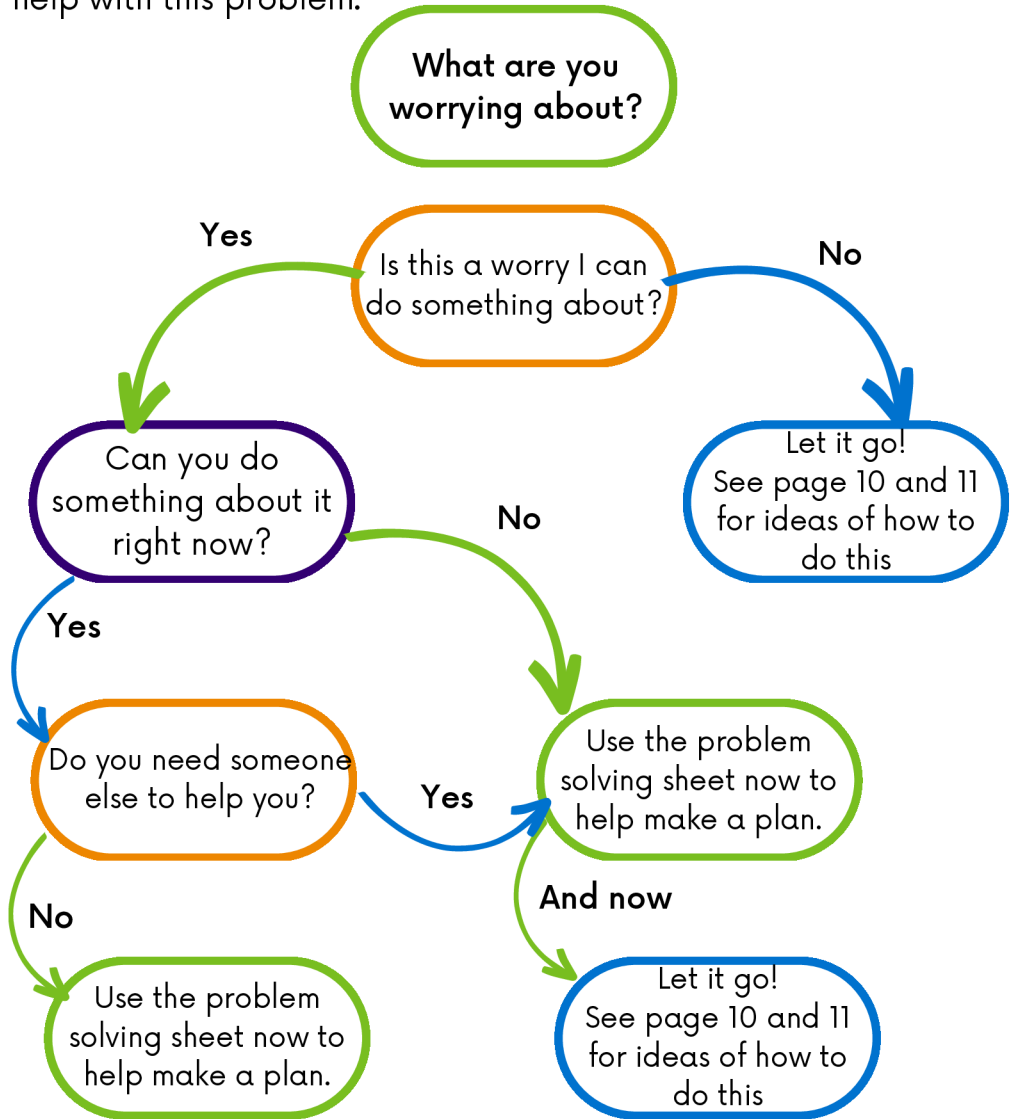 help with this problem.
What are you
worrying about?
Yes
Is this a worry I can
do something about?
No
Can you do
something about it
right now?
Let it go!
See page 10 and 11
for ideas of how to
do this
No
Yes
Do you need someone
else to help you?
Yes
Use the problem
solving sheet now to
help make a plan.
And now
No
Use the problem
solving sheet now to
help make a plan.
Let it go!
See page 10 and 11
for ideas of how to
do this